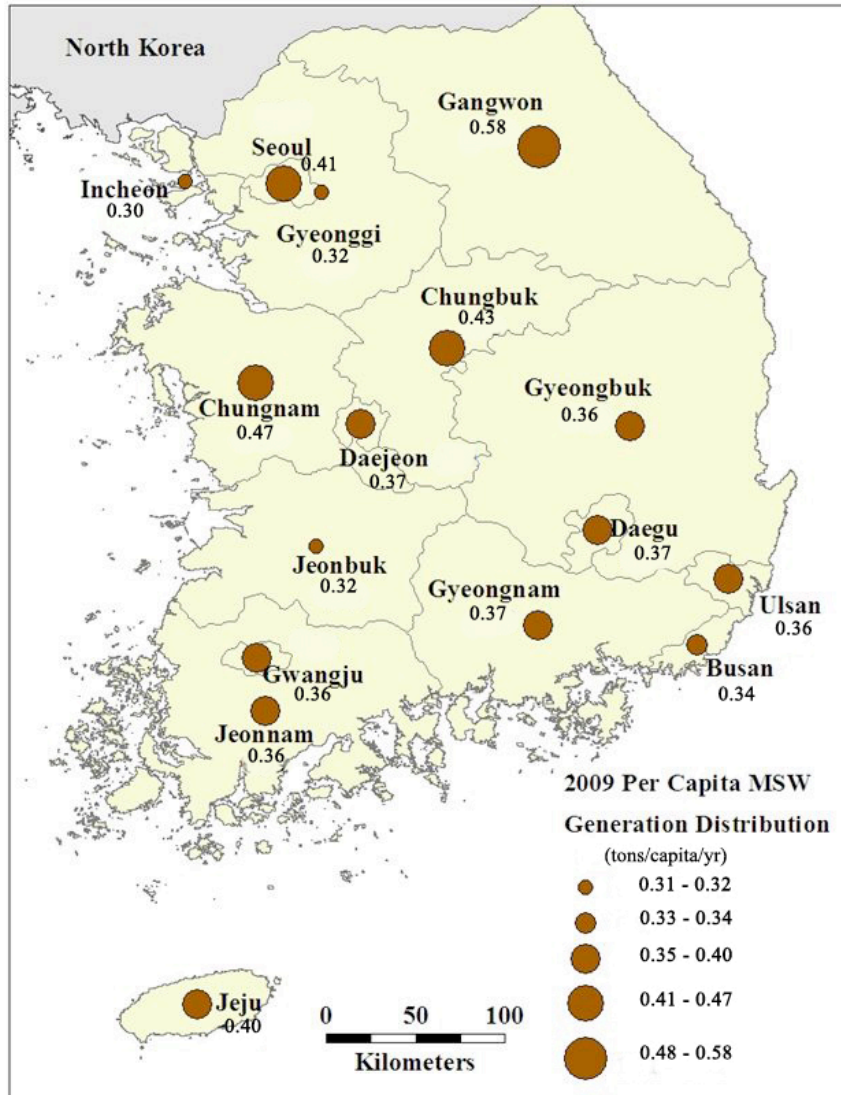 North Korea
Gangwon
0.58
Seoul
0.41
Incheon
0.30
Gyeonggi
0.32
Chungbuk
0.43
Gyeongbuk
0.36
Chungnam
0.47
Daejeon
0.37
Daegu
0.37
Jeonbuk
0.32
Gyeongnam
0.37
Ulsan
0.36
Busan
0.34
Gwangju
0.36
Jeonnam
0.36
2009 Per Capita MSW
Generation Distribution
(tons/capita/yr)
0.31 - 0.32
0.33 - 0.34
0.35 - 0.40
0.41 - 0.47
0.48 - 0.58
Jeju
0.40
0 50 100
Kilometers